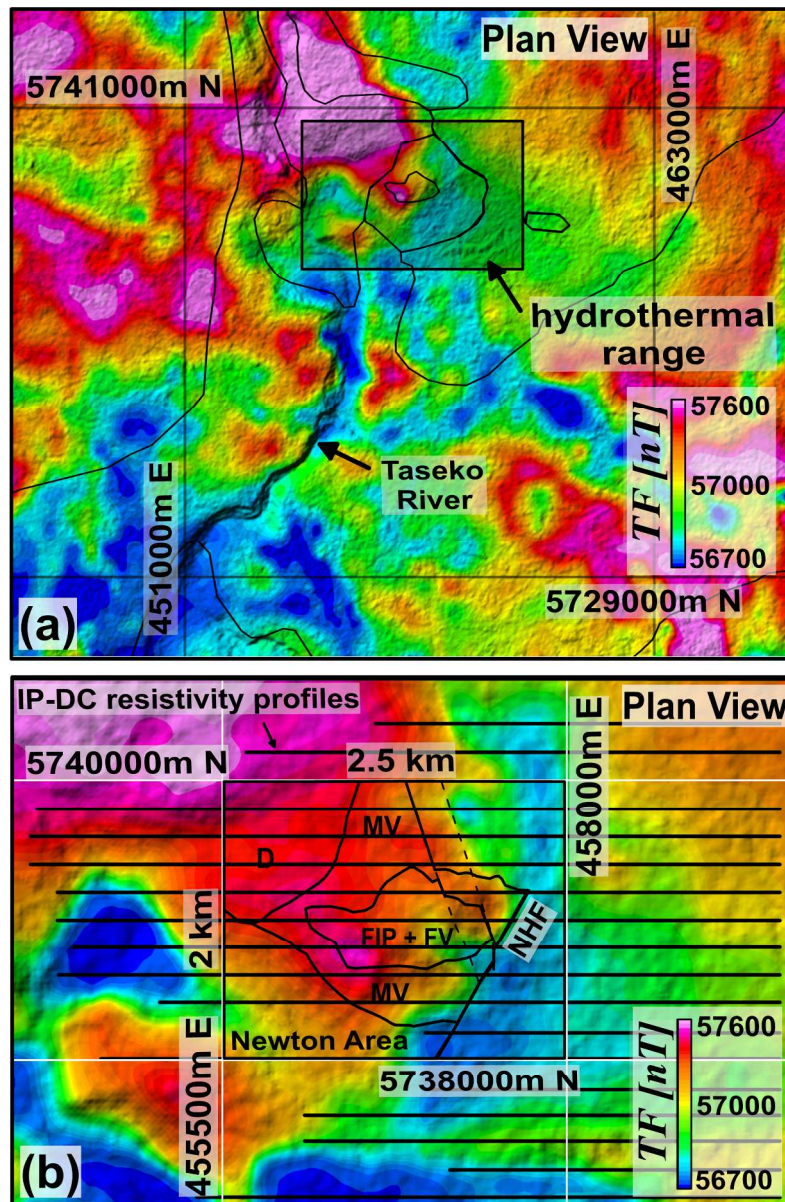 Plan View
5741000m N
463000m E
hydrothermal
range
57600
57000
56700
TF [nT]
Taseko
River
451000m E
5729000m N
(a)
IP-DC resistivity profiles
Plan View
5740000m N
2.5 km
458000m E
MV
D
2 km
FIP + FV
NHF
MV
Newton Area
455500m E
5738000m N
57600
57000
56700
TF [nT]
(b)